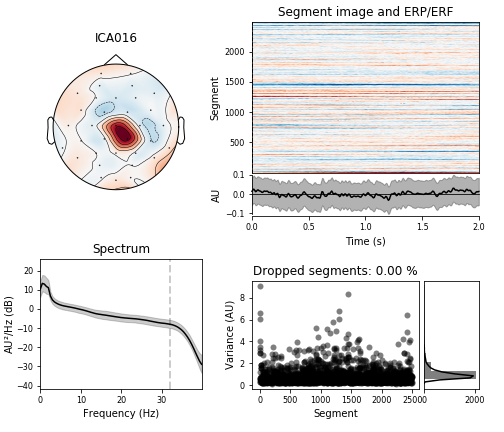 ICA016
Segment image and ERP/ERF
Segment
2000
1500
1000
500
AU
0.1
0.0
−0.1
0.0 0.5 1.0 1.5 2.0
Time (s)
Spectrum
AU²/Hz (dB)
20
10
0
−10
−20
−30
−40
0 10 20 30
Frequency (Hz)
Dropped segments: 0.00 %
Variance (AU)
8
6
4
2
0
0 500 1000 1500 2000 2500
Segment
0 2000